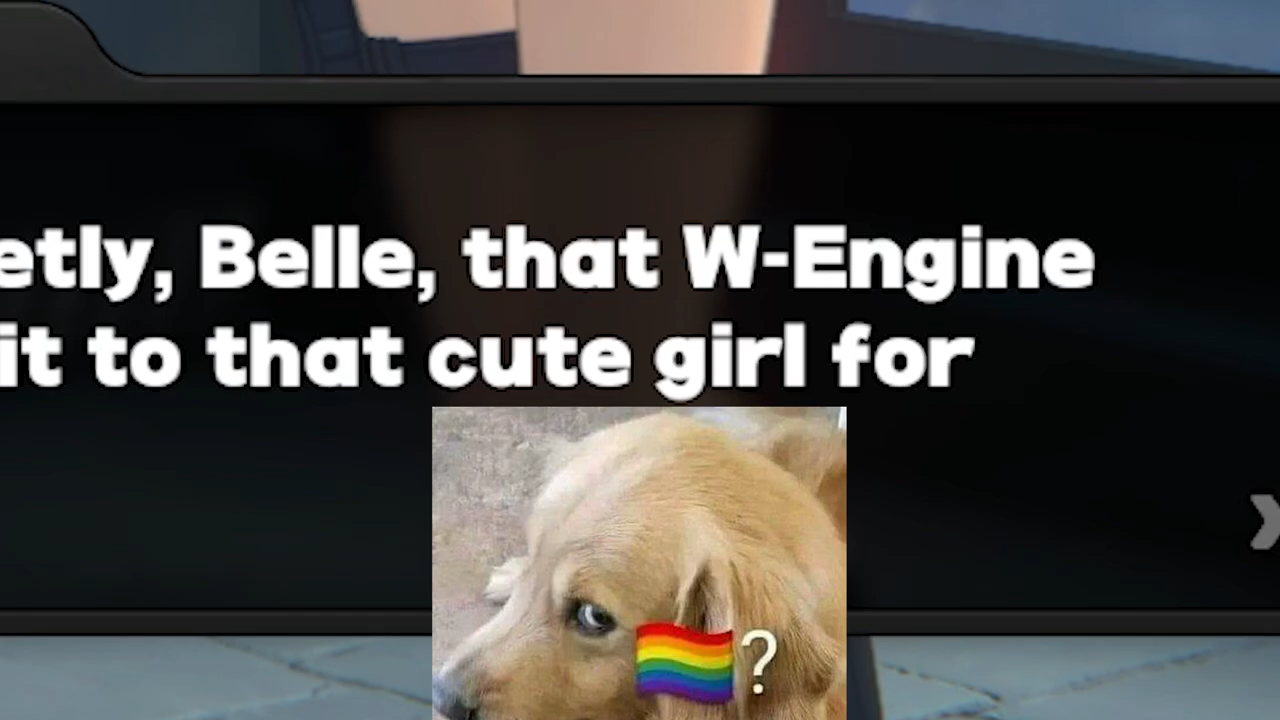 etly, Belle, that W-Engine
it to that cute girl for
🏳️‍🌈?